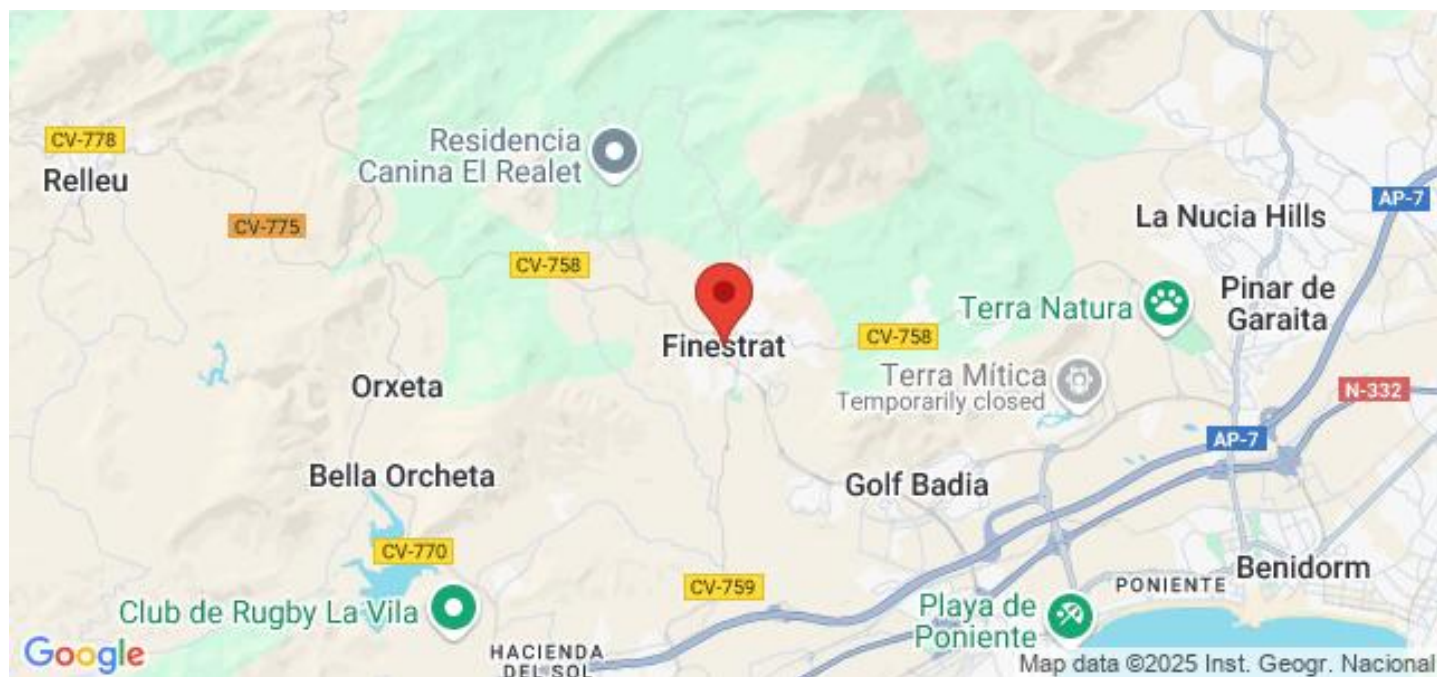 CV-778
Relleu
Residencia
Canina El Realet
CV-775
CV-758
AP-7
La Nucia Hills
Terra Natura
Pinar de
Garaita
Finestrat
CV-758
Terra Mítica
Temporarily closed
Orxeta
N-332
AP-7
Bella Orcheta
Golf Badia
CV-770
CV-759
PONIENTE
Benidorm
Club de Rugby La Vila
Playa de
Poniente
HACIENDA
DEL SOL
Google
Map data ©2025 Inst. Geogr. Nacional